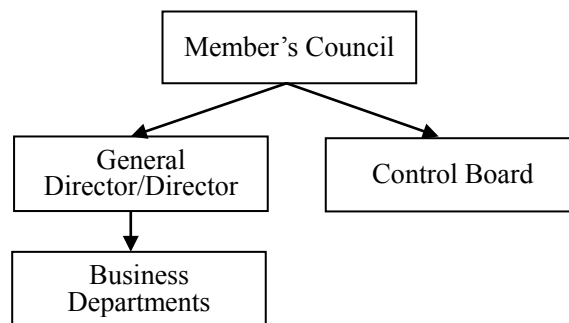 Member’s Council
General
Director/Director
Control Board
Business
Departments